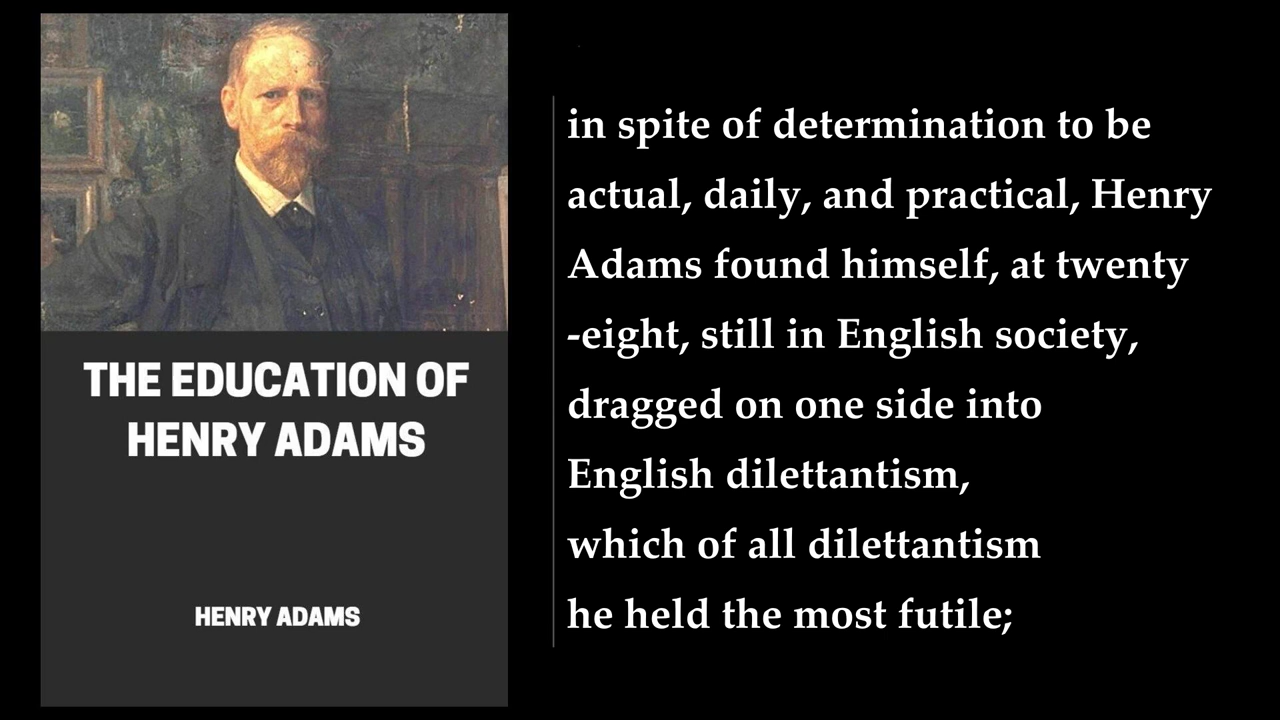 THE EDUCATION OF
HENRY ADAMS
HENRY ADAMS
in spite of determination to be
actual, daily, and practical, Henry
Adams found himself, at twenty
-eight, still in English society,
dragged on one side into
English dilettantism,
which of all dilettantism
he held the most futile;